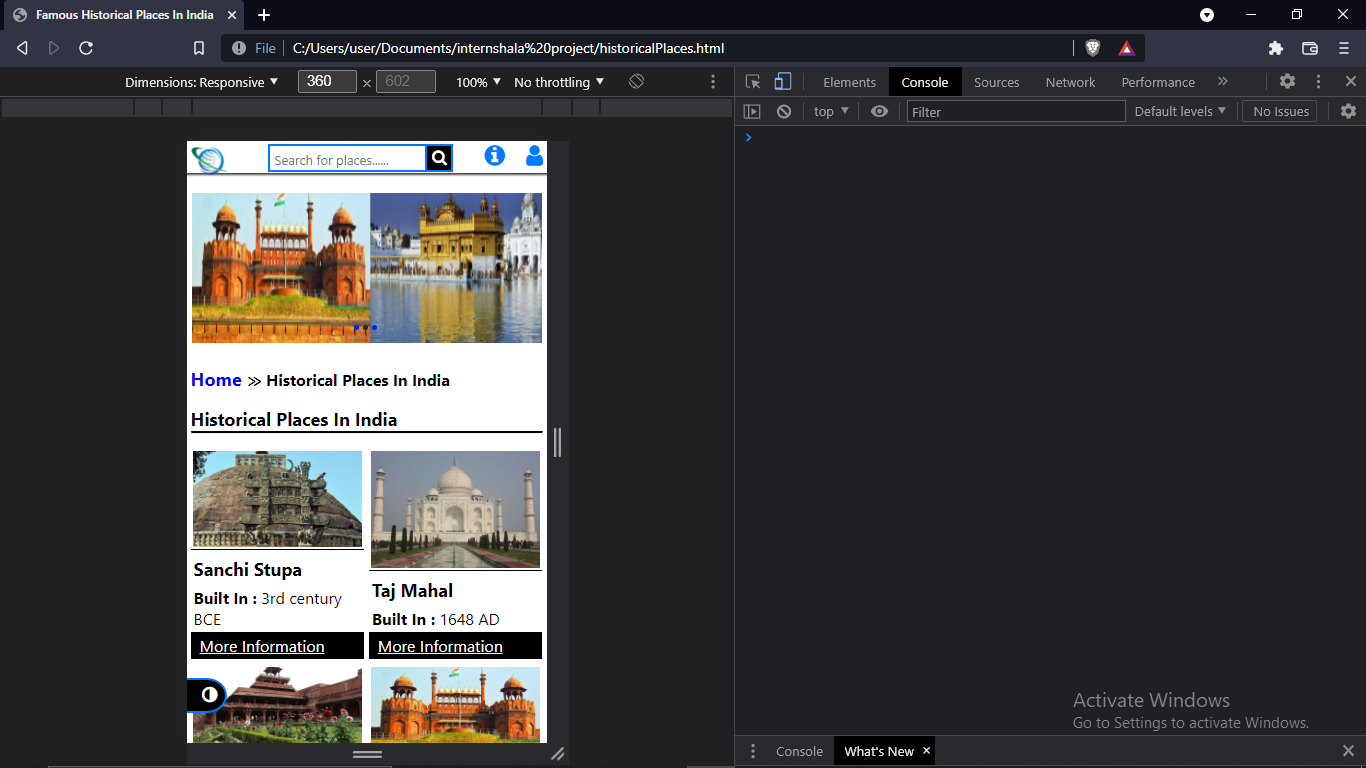 Famous Historical Places In India
File C:/Users/user/Documents/internshala%20project/historicalPlaces.html
Dimensions: Responsive 360 × 602 100% No throttling
Elements Console Sources Network Performance
top Filter Default levels No Issues
Search for places......
Home ≫ Historical Places In India
Historical Places In India
Sanchi Stupa
Built In : 3rd century
BCE
More Information
Taj Mahal
Built In : 1648 AD
More Information
Activate Windows
Go to Settings to activate Windows.
Console What's New